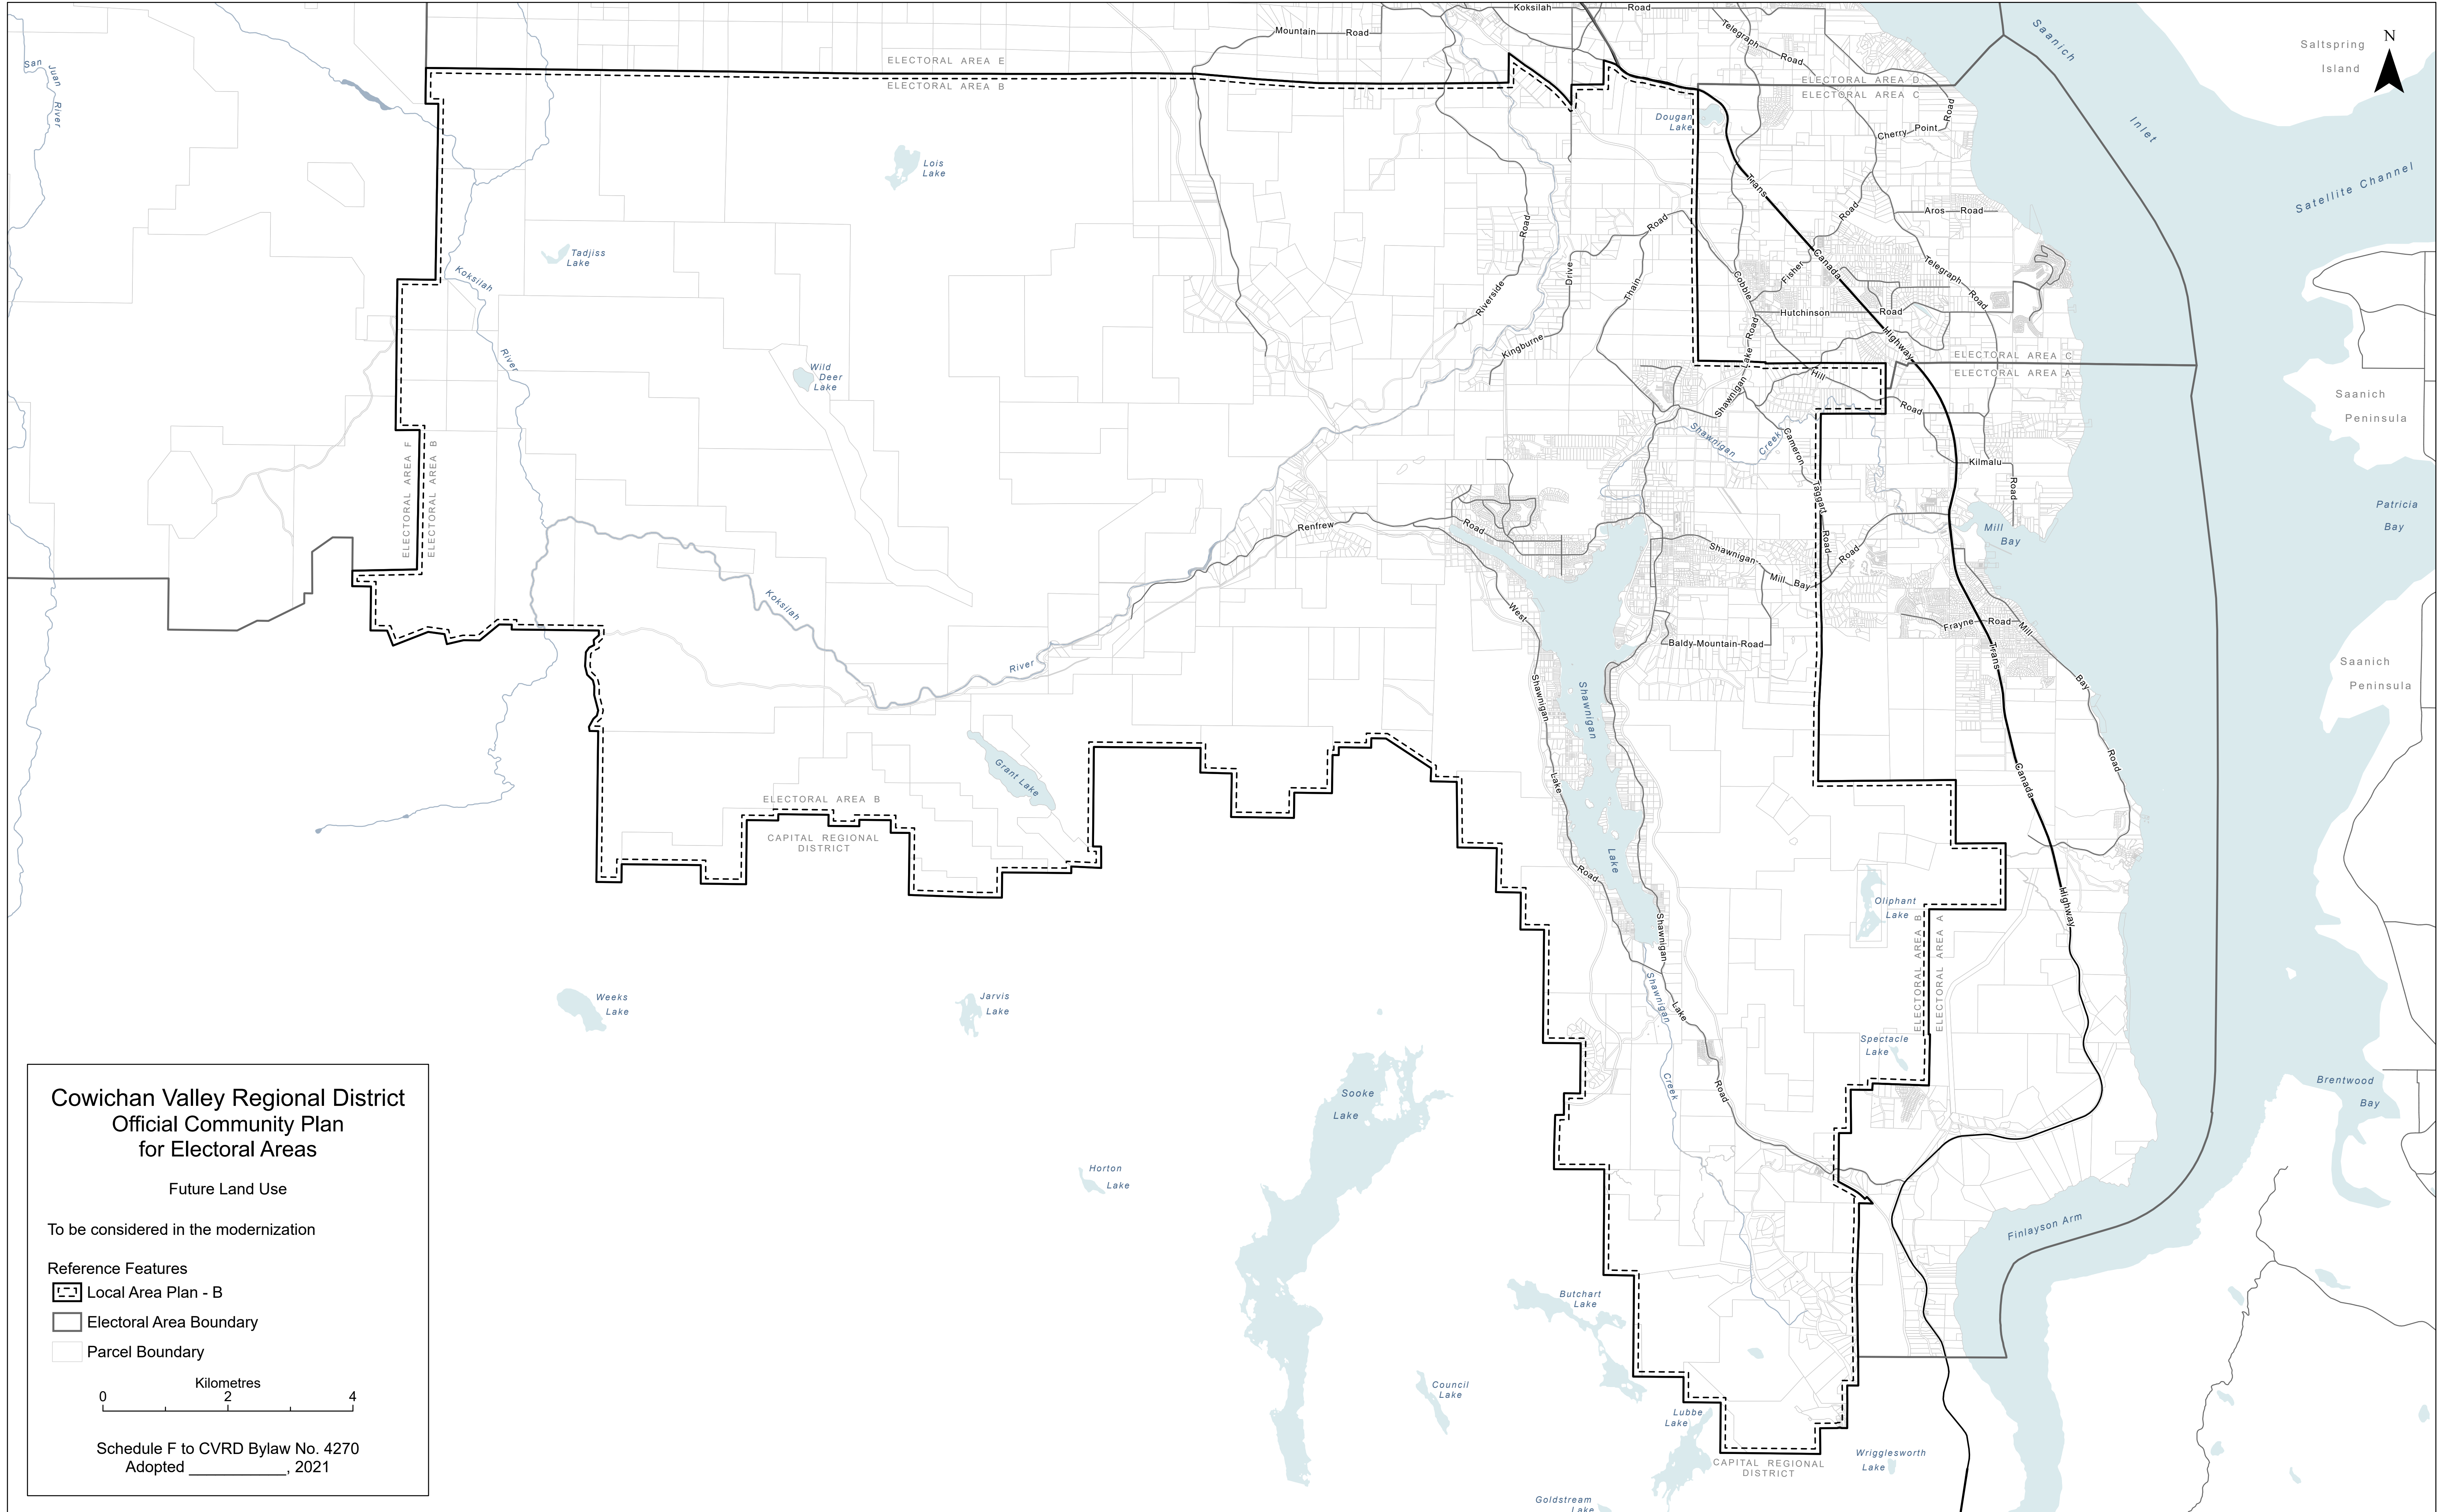 Koksilah Road
Mountain Road
Telegraph Road
Saanich Inlet
Saltspring
Island
N
San Juan River
ELECTORAL AREA E
ELECTORAL AREA B
ELECTORAL AREA D
ELECTORAL AREA C
Dougan
Lake
Cherry Point Road
Satellite Channel
Lois
Lake
Tadjiss
Lake
Koksilah River
Wild
Deer
Lake
Riverside Road
Kingburne Drive
Thain Road
Trans Canada Highway
Aros Road
Fisher Road
Telegraph Road
Cobble Hill Road
Hutchinson Road
Shawnigan Lake Road
ELECTORAL AREA C
ELECTORAL AREA A
Saanich
Peninsula
Shawnigan Creek
Cameron Taggart Road
Kilmalu Road
ELECTORAL AREA F
ELECTORAL AREA B
Renfrew Road
Mill
Bay
Patricia
Bay
Shawnigan Mill Bay Road
Koksilah River
West Shawnigan Lake Road
Baldy Mountain Road
Frayne Road
Mill Bay Road
Trans Canada Highway
Saanich
Peninsula
Shawnigan Lake
Grant Lake
ELECTORAL AREA B
CAPITAL REGIONAL
DISTRICT
Oliphant
Lake
ELECTORAL AREA B
ELECTORAL AREA A
Shawnigan Lake Road
Shawnigan Creek
Weeks
Lake
Jarvis
Lake
Spectacle
Lake
Sooke
Lake
Brentwood
Bay
Horton
Lake
Finlayson Arm
Butchart
Lake
Council
Lake
Lubbe
Lake
Wrigglesworth
Lake
CAPITAL REGIONAL
DISTRICT
Goldstream
Lake
Cowichan Valley Regional District
Official Community Plan
for Electoral Areas
Future Land Use
To be considered in the modernization
Reference Features
Local Area Plan - B
Electoral Area Boundary
Parcel Boundary
Kilometres
0 2 4
Schedule F to CVRD Bylaw No. 4270
Adopted ___________, 2021